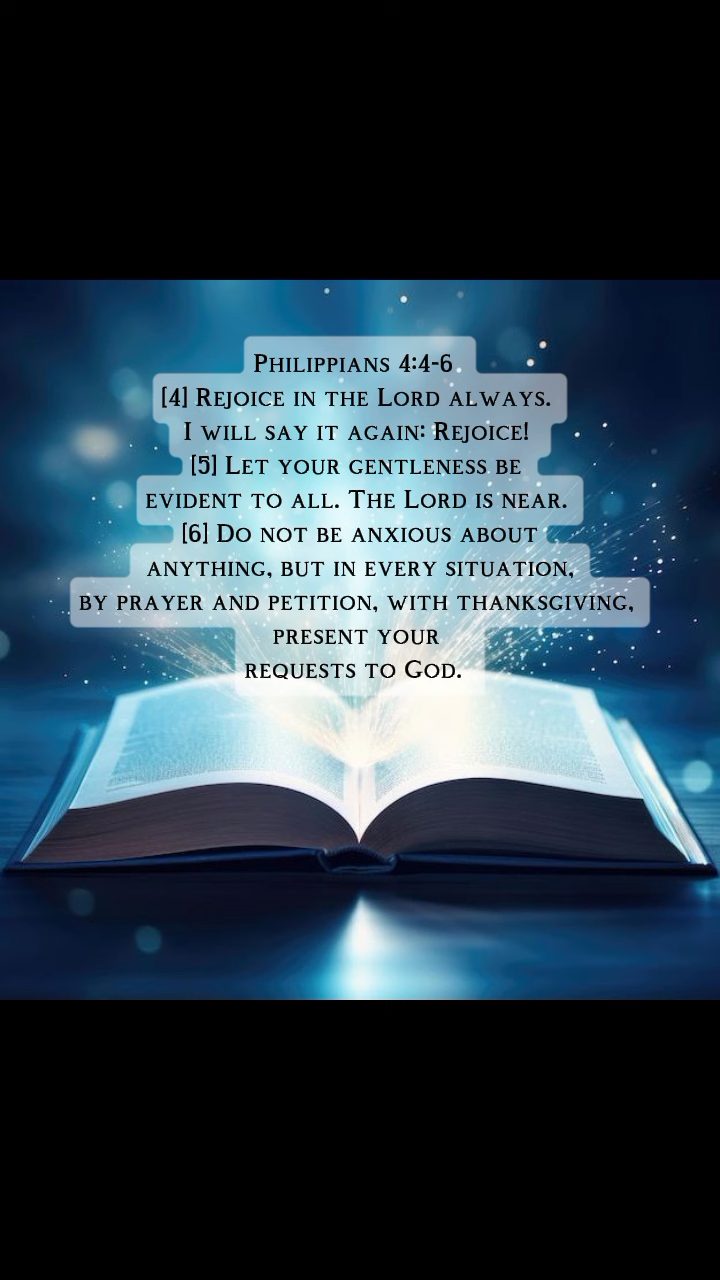 Philippians 4:4-6
[4] Rejoice in the Lord always.
I will say it again: Rejoice!
[5] Let your gentleness be
evident to all. The Lord is near.
[6] Do not be anxious about
anything, but in every situation,
by prayer and petition, with thanksgiving,
present your
requests to God.